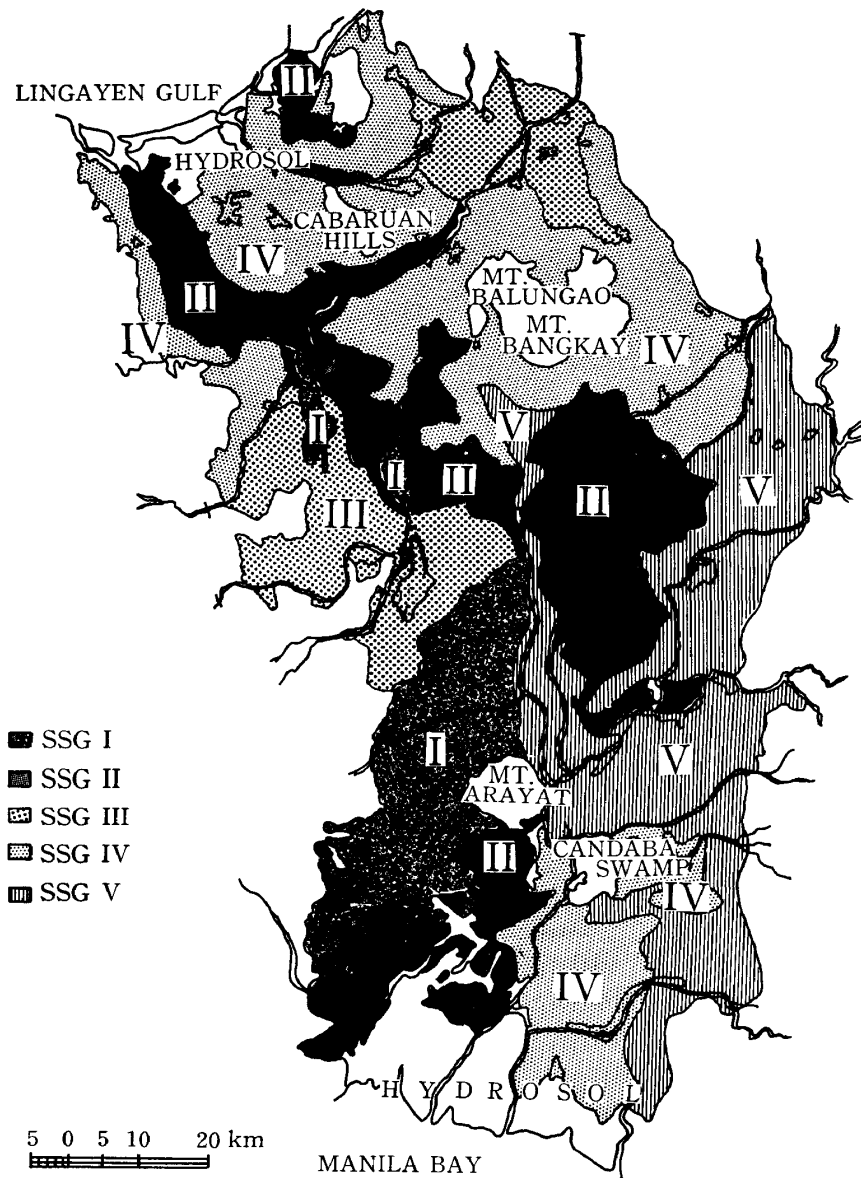 II
LINGAYEN GULF
HYDROSOL
CABARUAN
HILLS
IV
MT.
BALUNGAO
II
MT.
BANGKAY
IV
IV
V
I
I
II
II
V
III
SSG I
SSG II
SSG III
SSG IV
SSG V
I
MT.
ARAYAT
V
II
CANDABA
SWAMP
IV
IV
HYDROSOL
5 0 5 10 20 km
MANILA BAY